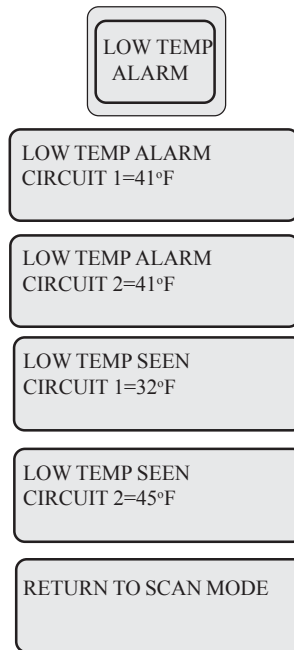 LOW TEMP
ALARM
LOW TEMP ALARM
CIRCUIT 1=41°F
LOW TEMP ALARM
CIRCUIT 2=41°F
LOW TEMP SEEN
CIRCUIT 1=32°F
LOW TEMP SEEN
CIRCUIT 2=45°F
RETURN TO SCAN MODE